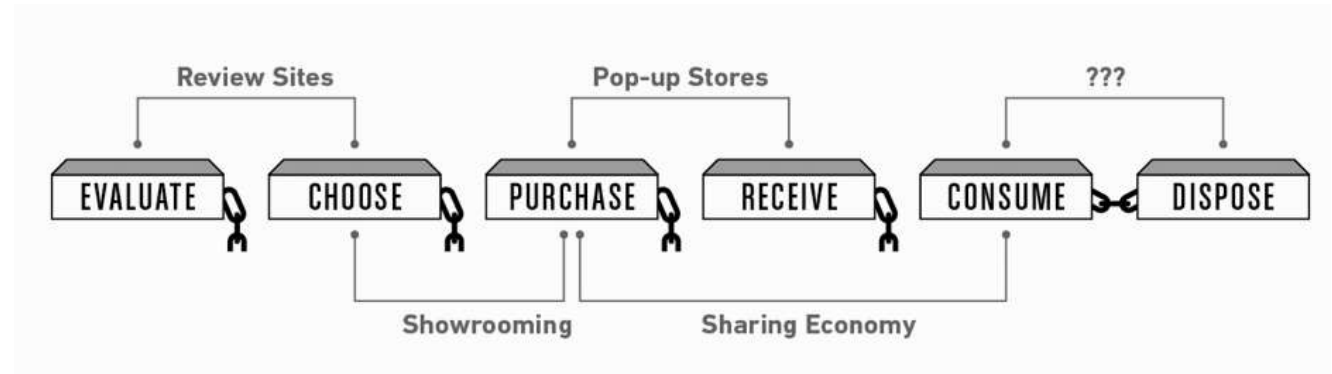 Review Sites
Pop-up Stores
???
EVALUATE
CHOOSE
PURCHASE
RECEIVE
CONSUME
DISPOSE
Showrooming
Sharing Economy